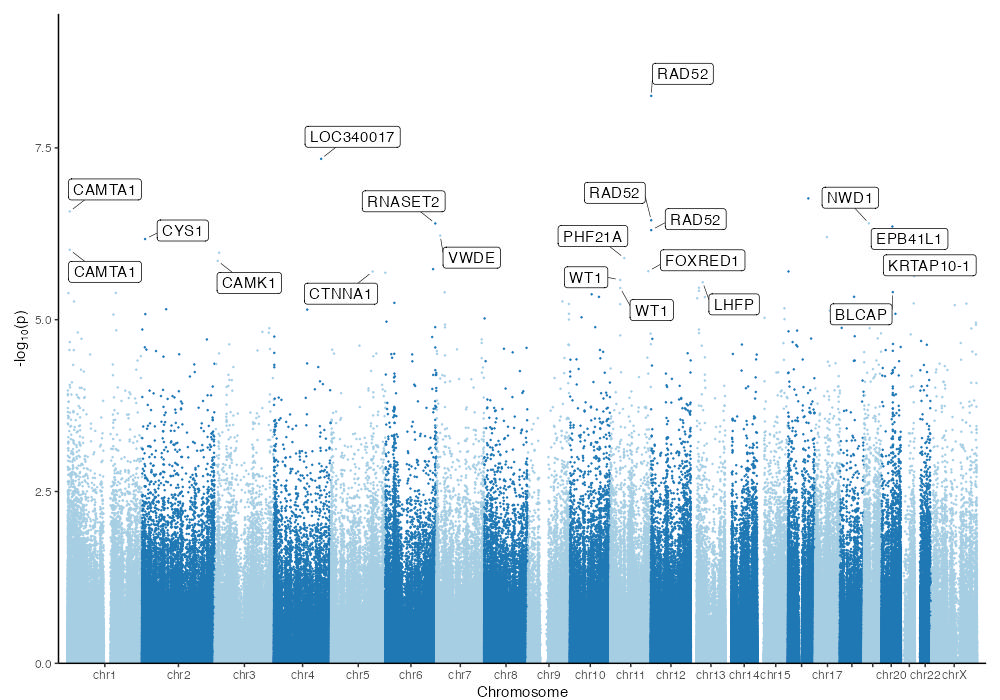 RAD52
LOC340017
7.5
CAMTA1
RNASET2
RAD52
NWD1
CYS1
RAD52
PHF21A
EPB41L1
CAMTA1
VWDE
FOXRED1
KRTAP10-1
CAMK1
WT1
CTNNA1
LHFP
WT1
BLCAP
5.0
-log10(p)
2.5
0.0
chr1 chr2 chr3 chr4 chr5 chr6 chr7 chr8 chr9 chr10 chr11 chr12 chr13 chr14 chr15 chr17 chr20 chr22 chrX
Chromosome